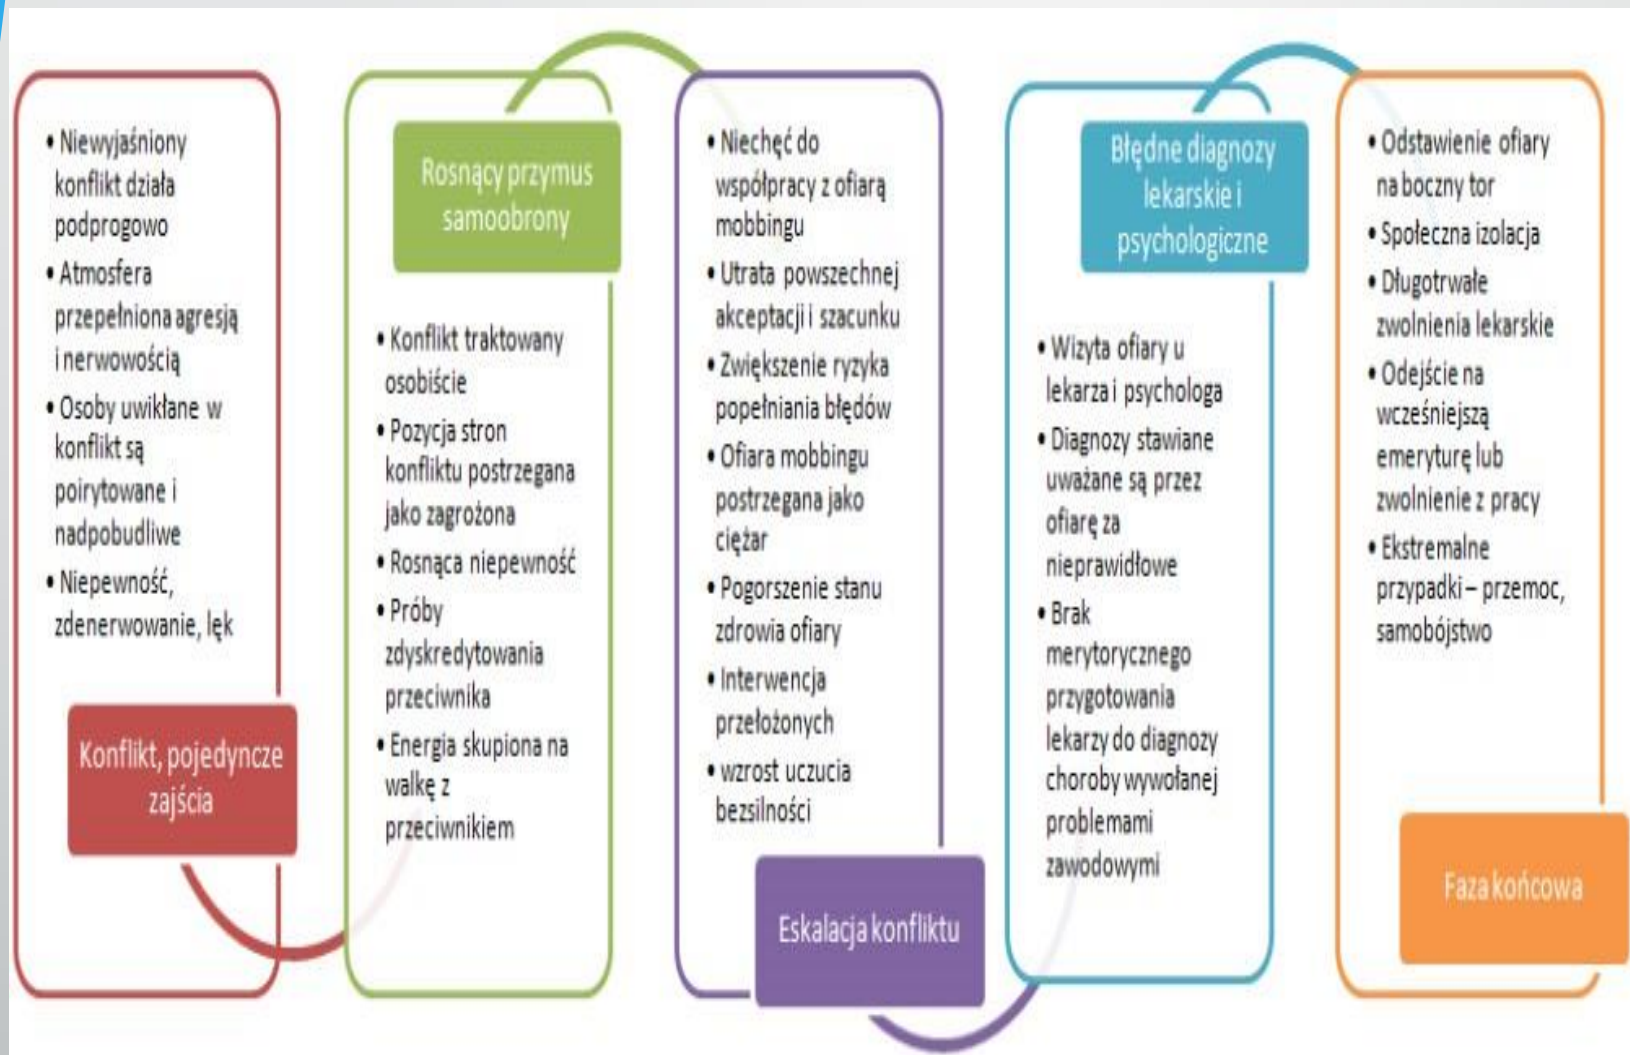 • Niewyjaśniony
konflikt działa
podprogowo
• Atmosfera
przepełniona agresją
i nerwowością
• Osoby uwikłane w
konflikt są
poirytowane i
nadpobudliwe
• Niepewność,
zdenerwowanie, lęk
Konflikt, pojedyncze
zajścia
Rosnący przymus
samoobrony
• Konflikt traktowany
osobiście
• Pozycja stron
konfliktu postrzegana
jako zagrożona
• Rosnąca niepewność
• Próby
zdyskredytowania
przeciwnika
• Energia skupiona na
walkę z
przeciwnikiem
• Niechęć do
współpracy z ofiarą
mobbingu
• Utrata powszechnej
akceptacji i szacunku
• Zwiększenie ryzyka
popełniania błędów
• Ofiara mobbingu
postrzegana jako
ciężar
• Pogorszenie stanu
zdrowia ofiary
• Interwencja
przełożonych
• wzrost uczucia
bezsilności
Eskalacja konfliktu
Błędne diagnozy
lekarskie i
psychologiczne
• Wizyta ofiary u
lekarza i psychologa
• Diagnozy stawiane
uważane są przez
ofiarę za
nieprawidłowe
• Brak
merytorycznego
przygotowania
lekarzy do diagnozy
choroby wywołanej
problemami
zawodowymi
• Odstawienie ofiary
na boczny tor
• Społeczna izolacja
• Długotrwałe
zwolnienia lekarskie
• Odejście na
wcześniejszą
emeryturę lub
zwolnienie z pracy
• Ekstremalne
przypadki – przemoc,
samobójstwo
Faza końcowa